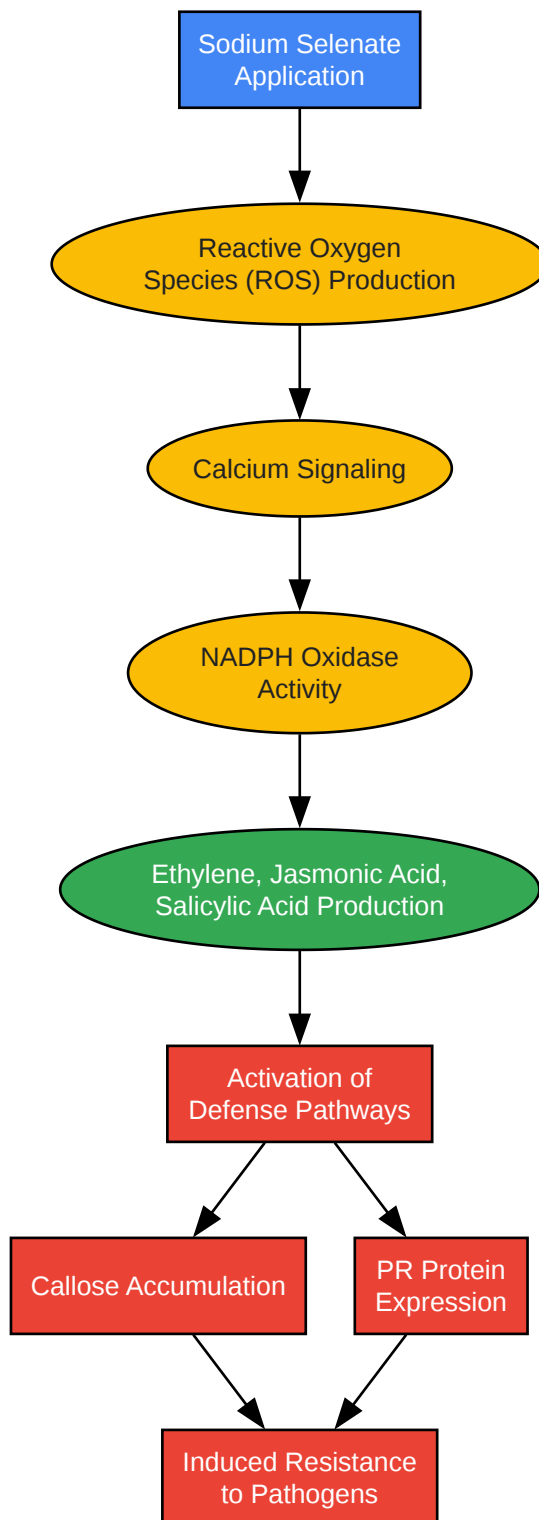 Sodium Selenate
Application
Reactive Oxygen
Species (ROS) Production
Calcium Signaling
NADPH Oxidase
Activity
Ethylene, Jasmonic Acid,
Salicylic Acid Production
Activation of
Defense Pathways
Callose Accumulation
PR Protein
Expression
Induced Resistance
to Pathogens